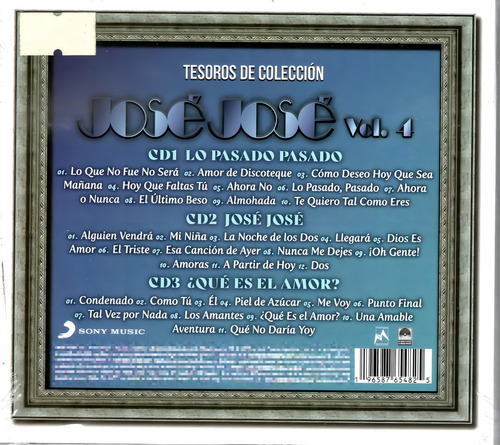 TESOROS DE COLECCIÓN
José José Vol. 4
CD1 LO PASADO PASADO
01. Lo Que No Fue No Será 02. Amor de Discoteque 03. Cómo Deseo Hoy Que Sea
Mañana 04. Hoy Que Faltas Tú 05. Ahora No 06. Lo Pasado, Pasado 07. Ahora
o Nunca 08. El Último Beso 09. Almohada 10. Te Quiero Tal Como Eres
CD2 JOSÉ JOSÉ
01. Alguien Vendrá 02. Mi Niña 03. La Noche de los Dos 04. Llegará 05. Dios Es
Amor 06. El Triste 07. Esa Canción de Ayer 08. Nunca Me Dejes 09. ¡Oh Gente!
10. Amoras 11. A Partir de Hoy 12. Dos
CD3 ¿QUÉ ES EL AMOR?
01. Condenado 02. Como Tú 03. Él 04. Piel de Azúcar 05. Me Voy 06. Punto Final
07. Tal Vez por Nada 08. Los Amantes 09. ¿Qué Es el Amor? 10. Una Amable
Aventura 11. Qué No Daría Yoy
SONY MUSIC
1 96587 65482 5